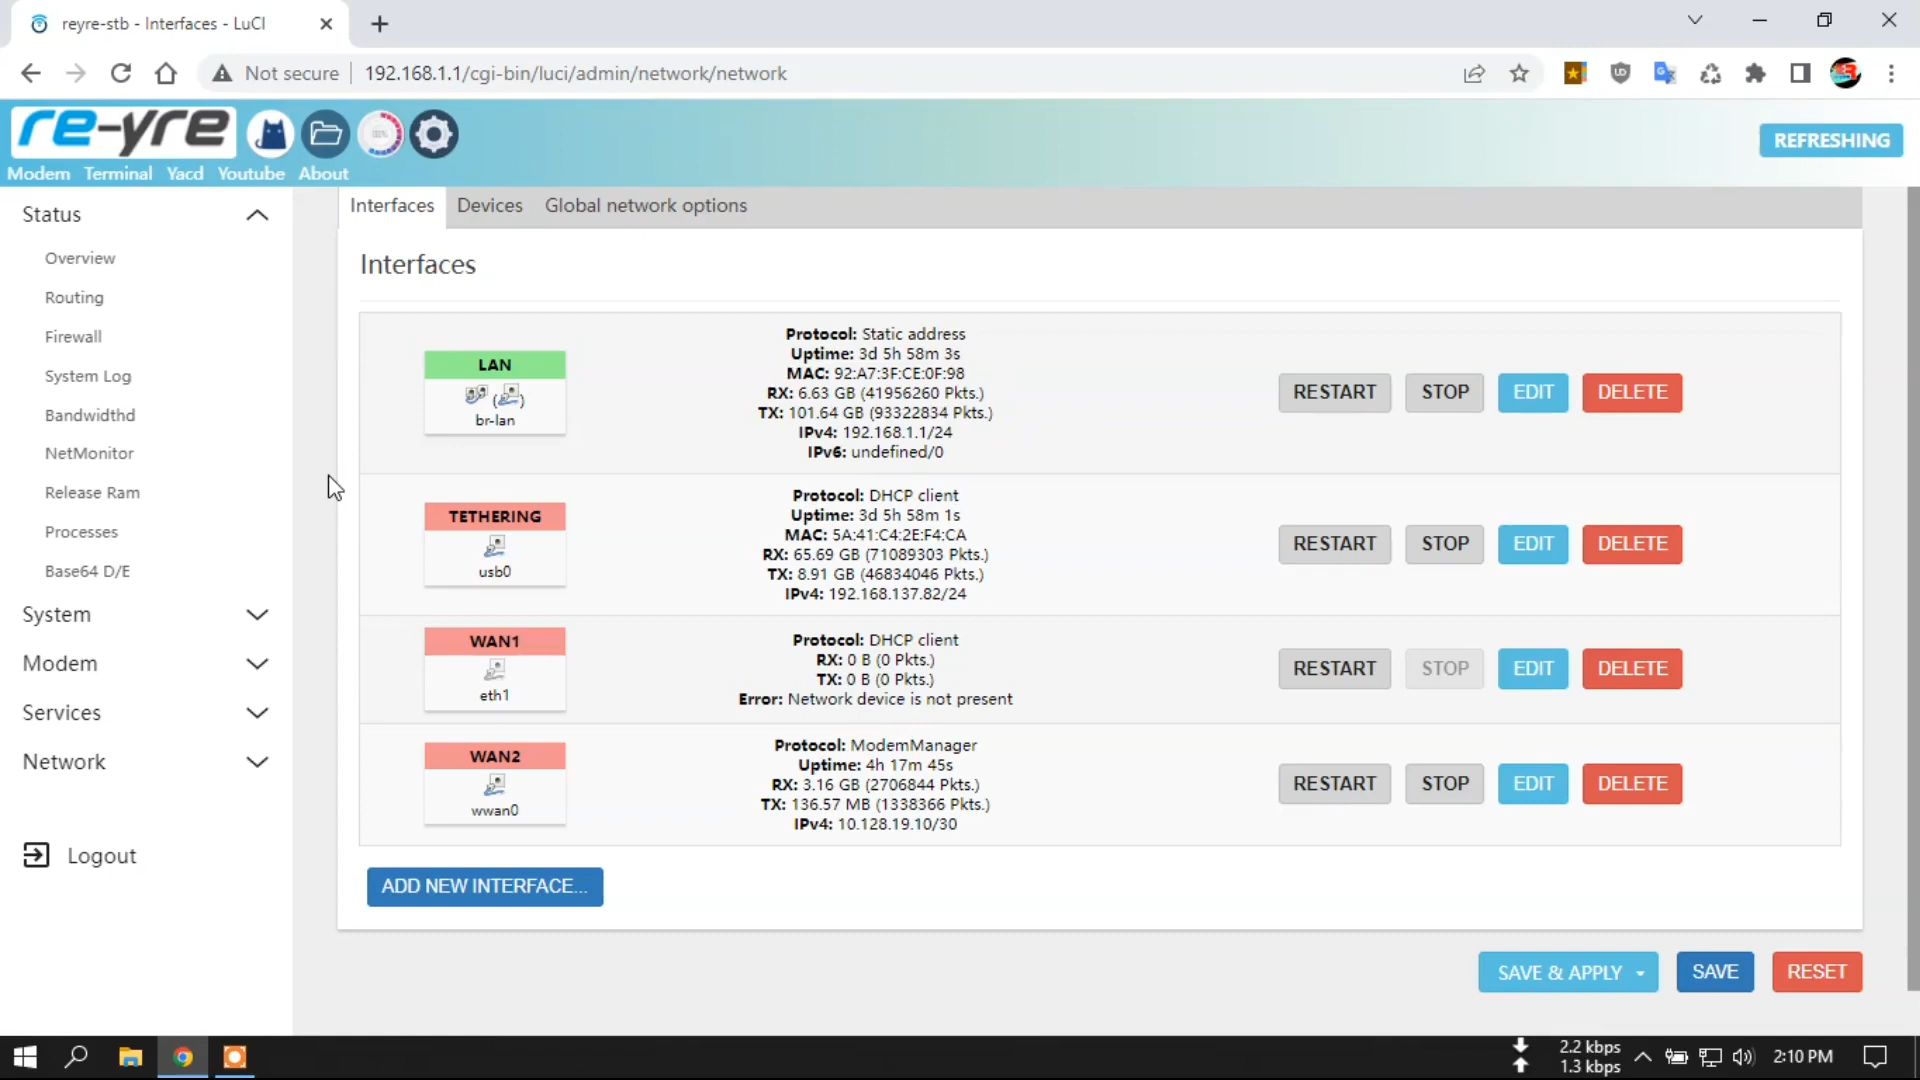 reyre-stb - Interfaces - LuCI
Not secure
192.168.1.1/cgi-bin/luci/admin/network/network
re-yre
REFRESHING
Modem Terminal Yacd Youtube About
Status
Overview
Routing
Firewall
System Log
Bandwidthd
NetMonitor
Release Ram
Processes
Base64 D/E
System
Modem
Services
Network
Logout
Interfaces Devices Global network options
Interfaces
LAN
br-lan
Protocol: Static address
Uptime: 3d 5h 58m 3s
MAC: 92:A7:3F:CE:0F:98
RX: 6.63 GB (41956260 Pkts.)
TX: 101.64 GB (93322834 Pkts.)
IPv4: 192.168.1.1/24
IPv6: undefined/0
RESTART STOP EDIT DELETE
TETHERING
usb0
Protocol: DHCP client
Uptime: 3d 5h 58m 1s
MAC: 5A:41:C4:2E:F4:CA
RX: 65.69 GB (71089303 Pkts.)
TX: 8.91 GB (46834046 Pkts.)
IPv4: 192.168.137.82/24
RESTART STOP EDIT DELETE
WAN1
eth1
Protocol: DHCP client
RX: 0 B (0 Pkts.)
TX: 0 B (0 Pkts.)
Error: Network device is not present
RESTART STOP EDIT DELETE
WAN2
wwan0
Protocol: ModemManager
Uptime: 4h 17m 45s
RX: 3.16 GB (2706844 Pkts.)
TX: 136.57 MB (1338366 Pkts.)
IPv4: 10.128.19.10/30
RESTART STOP EDIT DELETE
ADD NEW INTERFACE...
SAVE & APPLY SAVE RESET
2.2 kbps
1.3 kbps
2:10 PM